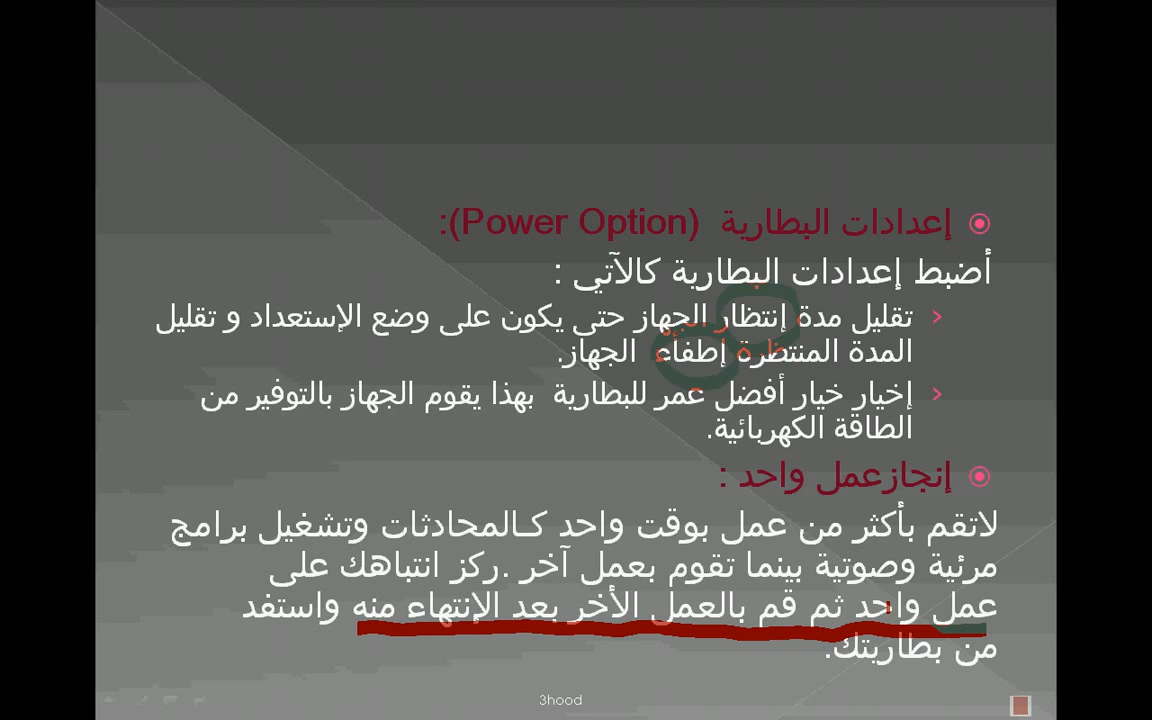 إعدادات البطارية (Power Option):
أضبط إعدادات البطارية كالآتي :
تقليل مدة إنتظار الجهاز حتى يكون على وضع الإستعداد و تقليل
المدة المنتظرة إطفاء الجهاز.
إخيار خيار أفضل عمر للبطارية بهذا يقوم الجهاز بالتوفير من
الطاقة الكهربائية.
إنجازعمل واحد :
لاتقم بأكثر من عمل بوقت واحد كـالمحادثات وتشغيل برامج
مرئية وصوتية بينما تقوم بعمل آخر .ركز انتباهك على
عمل واحد ثم قم بالعمل الأخر بعد الإنتهاء منه واستفد
من بطاريتك.
3hood